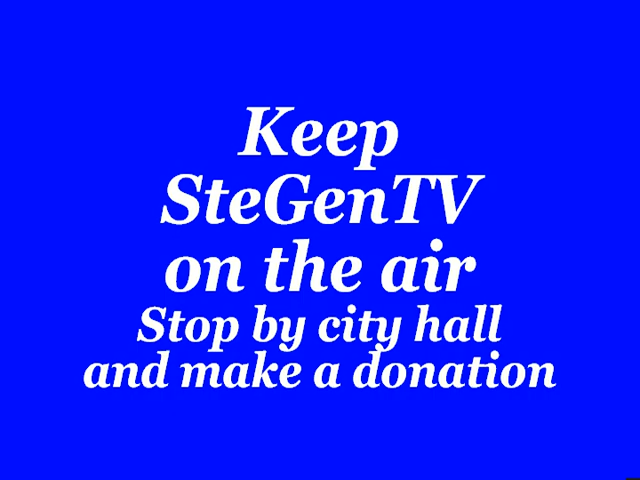 Keep
SteGenTV
on the air
Stop by city hall
and make a donation